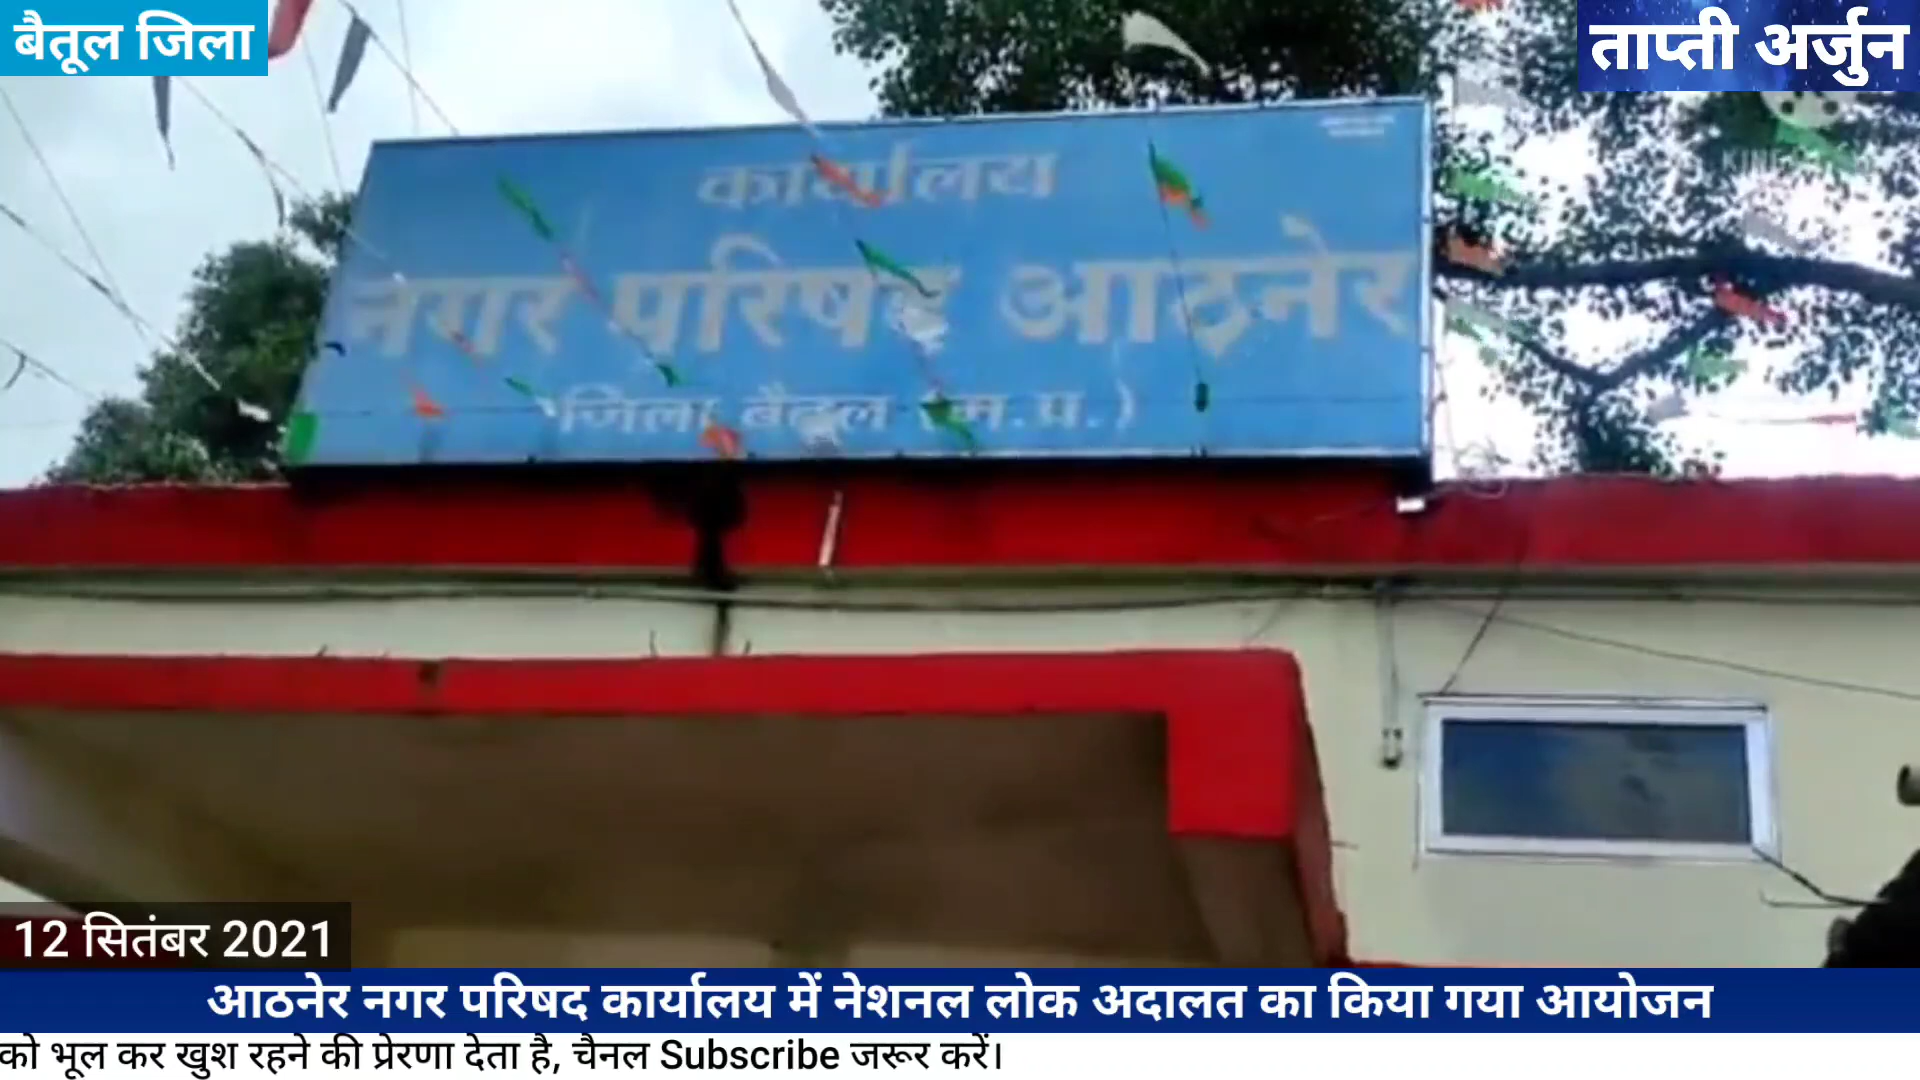 बैतूल जिला
ताप्ती अर्जुन
कार्यालय
नगर परिषद आठनेर
जिला बैतूल (म.प्र.)
12 सितंबर 2021
आठनेर नगर परिषद कार्यालय में नेशनल लोक अदालत का किया गया आयोजन
को भूल कर खुश रहने की प्रेरणा देता है, चैनल Subscribe जरूर करें।